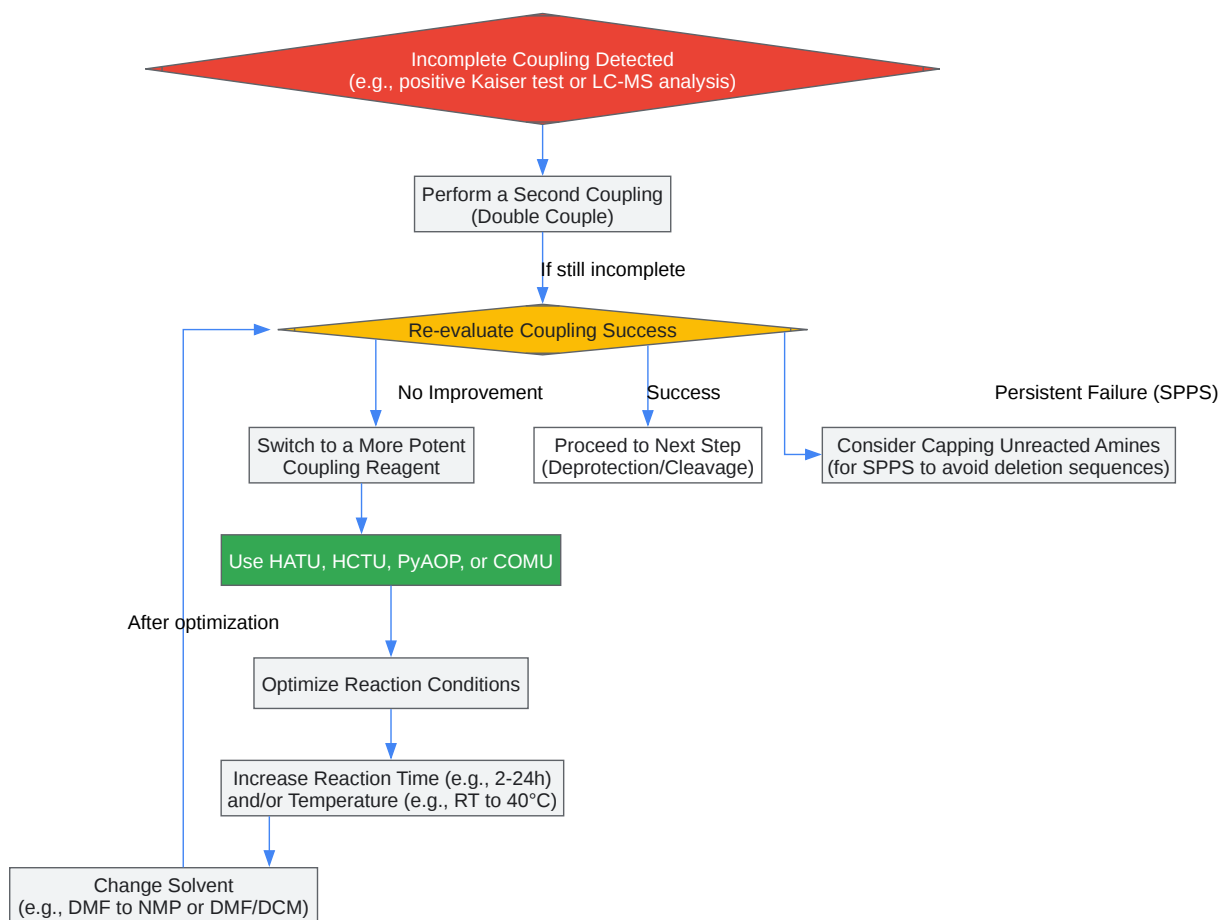 Incomplete Coupling Detected
(e.g., positive Kaiser test or LC-MS analysis)
Perform a Second Coupling
(Double Couple)
If still incomplete
Re-evaluate Coupling Success
No Improvement
Success
Persistent Failure (SPPS)
Switch to a More Potent
Coupling Reagent
Proceed to Next Step
(Deprotection/Cleavage)
Consider Capping Unreacted Amines
(for SPPS to avoid deletion sequences)
Use HATU, HCTU, PyAOP, or COMU
After optimization
Optimize Reaction Conditions
Increase Reaction Time (e.g., 2-24h)
and/or Temperature (e.g., RT to 40°C)
Change Solvent
(e.g., DMF to NMP or DMF/DCM)